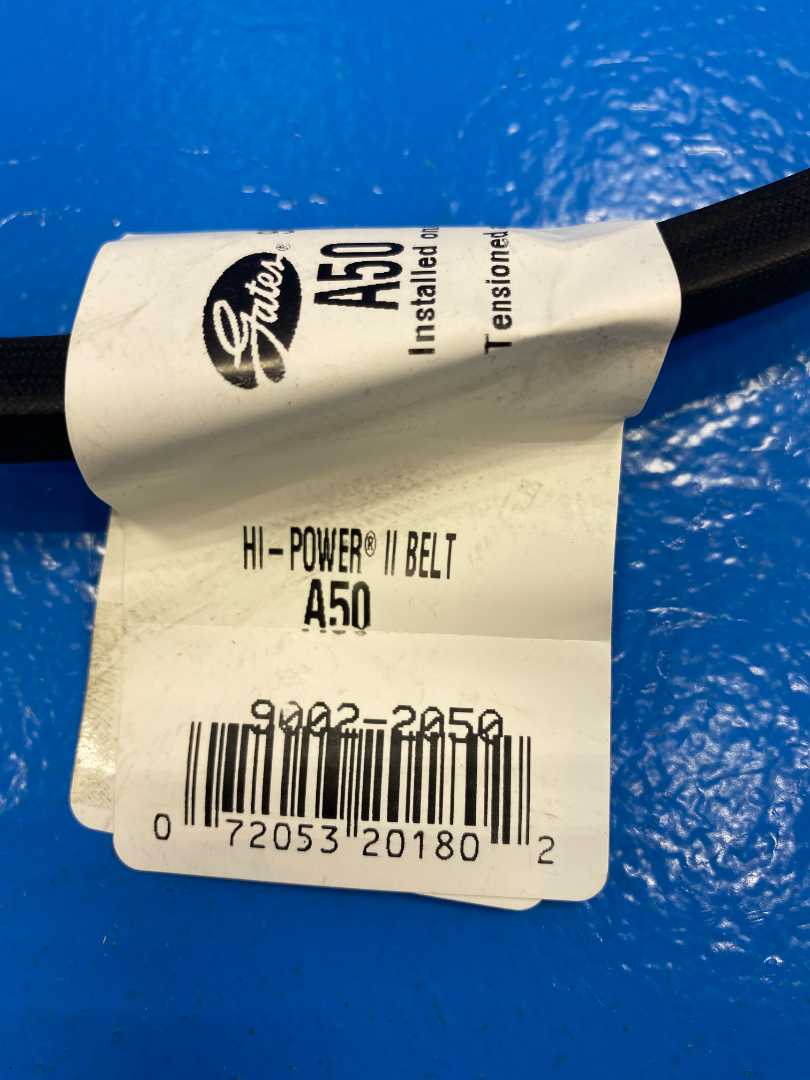 Gates®
A50
Installed on
Tensioned
HI-POWER® II BELT
A50
9002-2050
0 72053 20180 2